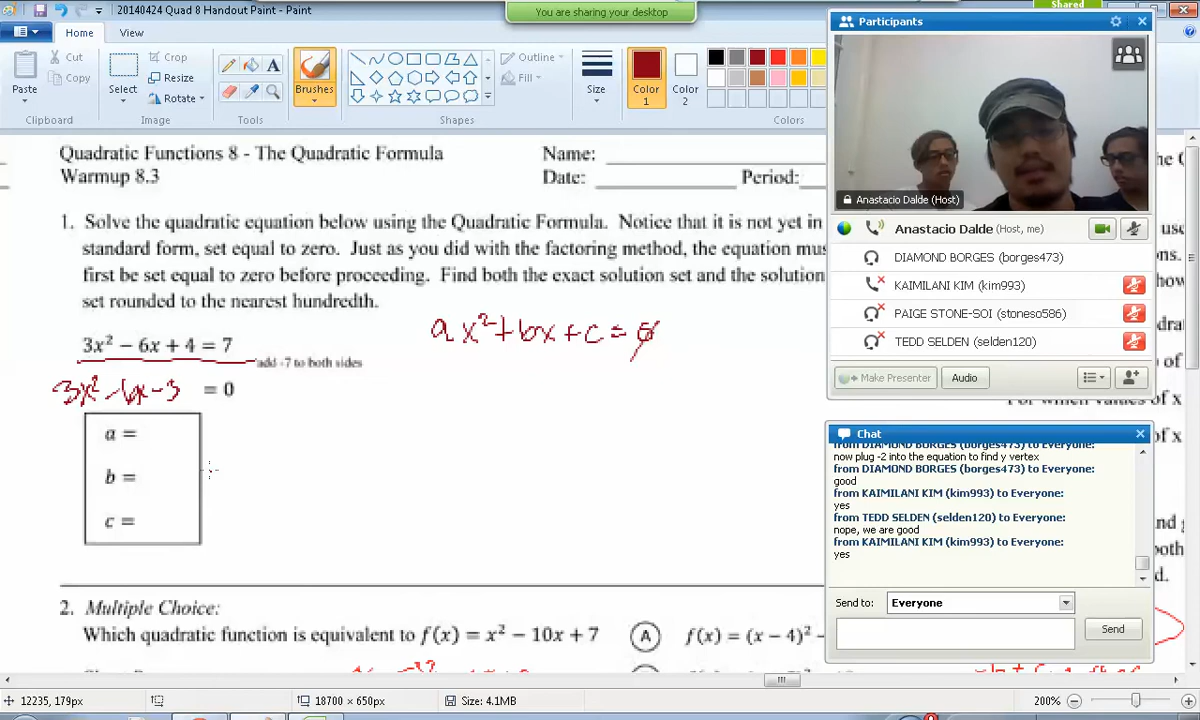 20140424 Quad 8 Handout Paint - Paint
You are sharing your desktop
Shared
Home
View
Paste
Cut
Copy
Clipboard
Select
Crop
Resize
Rotate
Image
Tools
Brushes
Shapes
Outline
Fill
Size
Color 1
Color 2
Colors
Quadratic Functions 8 - The Quadratic Formula
Name:
Warmup 8.3
Date:
Period:
1. Solve the quadratic equation below using the Quadratic Formula. Notice that it is not yet in
standard form, set equal to zero. Just as you did with the factoring method, the equation mus
first be set equal to zero before proceeding. Find both the exact solution set and the solution
set rounded to the nearest hundredth.
ax²+bx+c=0
3x² − 6x + 4 = 7
add -7 to both sides
3x² -6x-3 = 0
a =
b =
c =
2. Multiple Choice:
Which quadratic function is equivalent to f(x) = x² − 10x + 7
A
f(x) = (x − 4)² −
Participants
Anastacio Dalde (Host)
Anastacio Dalde (Host, me)
DIAMOND BORGES (borges473)
KAIMILANI KIM (kim993)
PAIGE STONE-SOI (stoneso586)
TEDD SELDEN (selden120)
Make Presenter
Audio
For which values of x
of x
Chat
from DIAMOND BORGES (borges473) to Everyone:
now plug -2 into the equation to find y vertex
from DIAMOND BORGES (borges473) to Everyone:
good
from KAIMILANI KIM (kim993) to Everyone:
yes
from TEDD SELDEN (selden120) to Everyone:
nope, we are good
from KAIMILANI KIM (kim993) to Everyone:
yes
Send to:
Everyone
Send
12235, 179px
18700 × 650px
Size: 4.1MB
200%